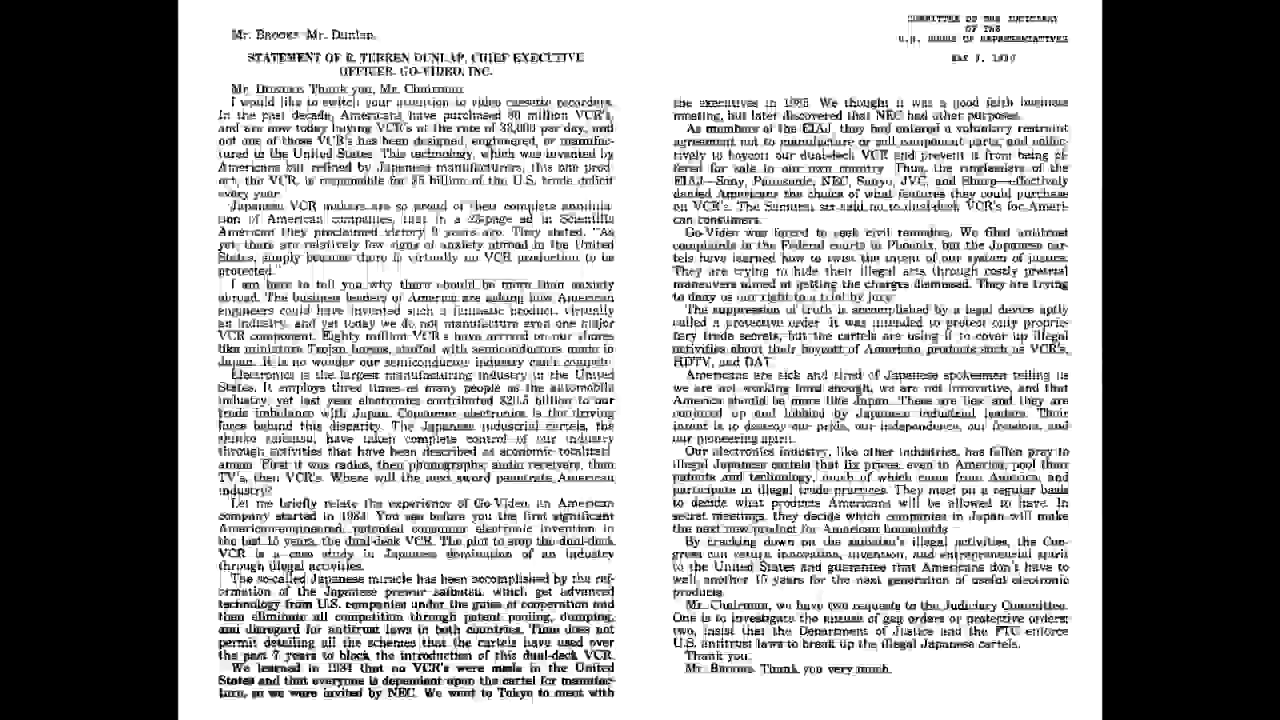 Mr. Brooks. Mr. Dunlap.
STATEMENT OF R. TERREN DUNLAP, CHIEF EXECUTIVE
OFFICER, GO-VIDEO, INC.
Mr. Dunlap. Thank you, Mr. Chairman.
I would like to switch your attention to video cassette recorders.
In the past decade, Americans have purchased 80 million VCR's,
and are now today buying VCR's at the rate of 38,000 per day, and
not one of those VCR's has been designed, engineered, or manufac-
tured in the United States. This technology, which was invented by
Americans but refined by Japanese manufacturers, this one prod-
uct, the VCR, is responsible for $5 billion of the U.S. trade deficit
every year.
Japanese VCR makers are so proud of their complete annihila-
tion of American companies, that in a 28-page ad in Scientific
American they proclaimed victory 9 years ago. They stated, "As
yet, there are relatively few signs of anxiety abroad in the United
States, simply because there is virtually no VCR production to be
protected."
I am here to tell you why there should be more than anxiety
abroad. The business leaders of America are asking how American
engineers could have invented such a fantastic product, virtually
an industry, and yet today we do not manufacture even one major
VCR component. Eighty million VCR's have arrived on our shores
like miniature Trojan horses, stuffed with semiconductors made in
Japan. It is no wonder our semiconductor industry can't compete.
Electronics is the largest manufacturing industry in the United
States. It employs three times as many people as the automobile
industry, yet last year electronics contributed $20.5 billion to our
trade imbalance with Japan. Consumer electronics is the driving
force behind this disparity. The Japanese industrial cartels, the
have taken complete control of our industry
through activities that have been described as economic totalitari-
anism. First it was radios, then phonographs, audio receivers, then
TV's, then VCR's. Where will the next sword penetrate American
industry?
Let me briefly relate the experience of Go-Video, an American
company started in 1984. You see before you the first significant
American-engineered, patented consumer electronic invention in
the last 15 years, the dual-deck VCR. The plot to stop the dual-deck
VCR is a case study in Japanese domination of an industry
through illegal activities.
The so-called Japanese miracle has been accomplished by the ref-
ormation of the Japanese prewar zaibatsu, which get advanced
technology from U.S. companies under the guise of cooperation and
then eliminate all competition through patent pooling, dumping,
and disregard for antitrust laws in both countries. Time does not
permit detailing all the schemes that the cartels have used over
the past 7 years to block the introduction of this dual-deck VCR.
We learned in 1984 that no VCR's were made in the United
States and that everyone is dependent upon the cartel for manufac-
ture, so we were invited by NEC. We went to Tokyo to meet with
COMMITTEE OF THE JUDICIARY
OF THE
U.S. HOUSE OF REPRESENTATIVES
the executives in 1985. We thought it was a good faith business
meeting, but later discovered that NEC had other purposes.
As members of the EIAJ, they had entered a voluntary restraint
agreement not to manufacture or sell component parts, and collec-
tively to boycott our dual-deck VCR and prevent it from being of-
fered for sale in our own country. Thus, the ringleaders of the
EIAJ—Sony, Panasonic, NEC, Sanyo, JVC, and Sharp—effectively
denied Americans the choice of what features they could purchase
on VCR's. The Samurai six said no to dual-deck VCR's for Ameri-
can consumers.
Go-Video was forced to seek civil remedies. We filed antitrust
complaints in the Federal courts in Phoenix, but the Japanese car-
tels have learned how to twist the intent of our system of justice.
They are trying to hide their illegal acts through costly pretrial
maneuvers aimed at getting the charges dismissed. They are trying
to deny us our right to a trial by jury.
The suppression of truth is accomplished by a legal device aptly
called a protective order. It was intended to protect only propri-
etary trade secrets, but the cartels are using it to cover up illegal
activities about their boycott of American products such as VCR's,
HDTV, and DAT.
Americans are sick and tired of Japanese spokesmen telling us
we are not working hard enough, we are not innovative, and that
America should be more like Japan. These are lies and they are
conjured up and lobbied by Japanese industrial leaders. Their
intent is to destroy our pride, our independence, our freedom, and
our pioneering spirit.
Our electronics industry, like other industries, has fallen prey to
illegal Japanese cartels that fix prices, even in America, pool their
patents and technology, much of which came from America, and
participate in illegal trade practices. They meet on a regular basis
to decide what products Americans will be allowed to have. In
secret meetings, they decide which companies in Japan will make
the next new product for American households.
By cracking down on the zaibatsu's illegal activities, the Con-
gress can return innovation, invention, and entrepreneurial spirit
to the United States and guarantee that Americans don't have to
wait another 15 years for the next generation of useful electronic
products.
Mr. Chairman, we have two requests to the Judiciary Committee.
One is to investigate the misuse of gag orders or protective orders;
two, insist that the Department of Justice and the FTC enforce
U.S. antitrust laws to break up the illegal Japanese cartels.
Thank you.
Mr. Brooks. Thank you very much.